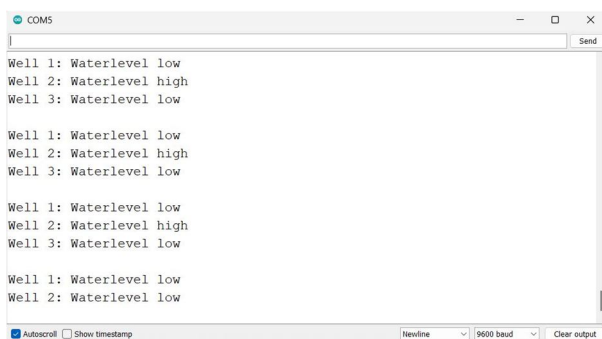 COM5
Send
Well 1: Waterlevel low
Well 2: Waterlevel high
Well 3: Waterlevel low
Well 1: Waterlevel low
Well 2: Waterlevel high
Well 3: Waterlevel low
Well 1: Waterlevel low
Well 2: Waterlevel high
Well 3: Waterlevel low
Well 1: Waterlevel low
Well 2: Waterlevel low
Autoscroll Show timestamp Newline 9600 baud Clear output